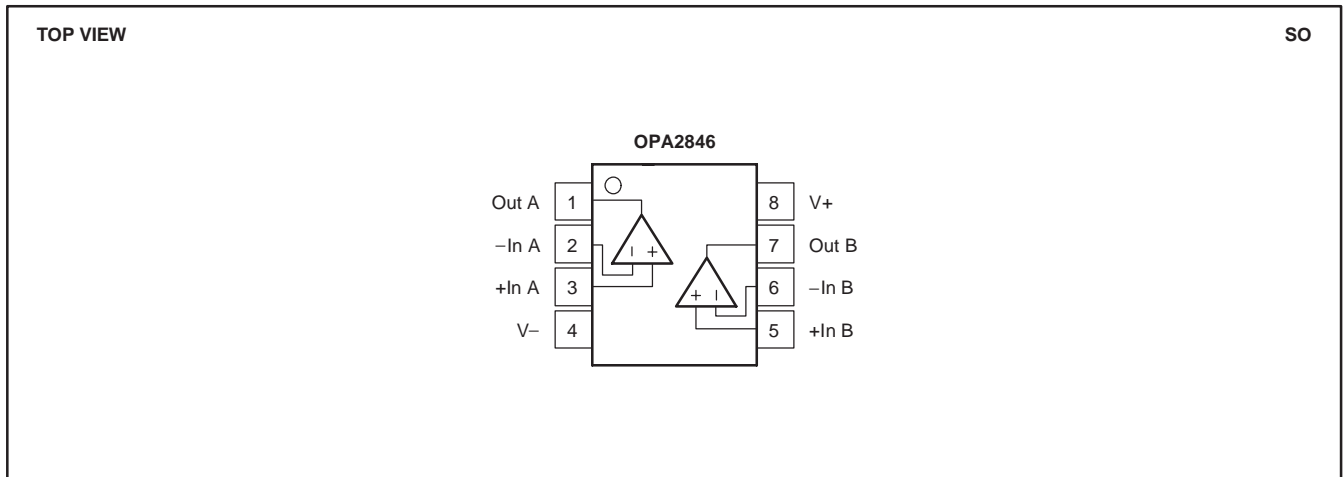 TOP VIEW SO
OPA2846
Out A 1 8 V+
−In A 2 7 Out B
+In A 3 6 −In B
V− 4 5 +In B
− +
+ −